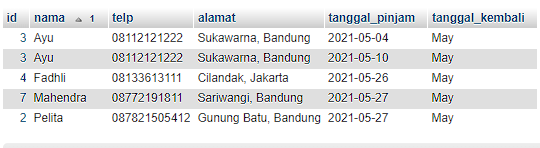 id nama 1 telp alamat tanggal_pinjam tanggal_kembali
3 Ayu 08112121222 Sukawarna, Bandung 2021-05-04 May
3 Ayu 08112121222 Sukawarna, Bandung 2021-05-10 May
4 Fadhli 08133613111 Cilandak, Jakarta 2021-05-26 May
7 Mahendra 08772191811 Sariwangi, Bandung 2021-05-27 May
2 Pelita 087821505412 Gunung Batu, Bandung 2021-05-27 May